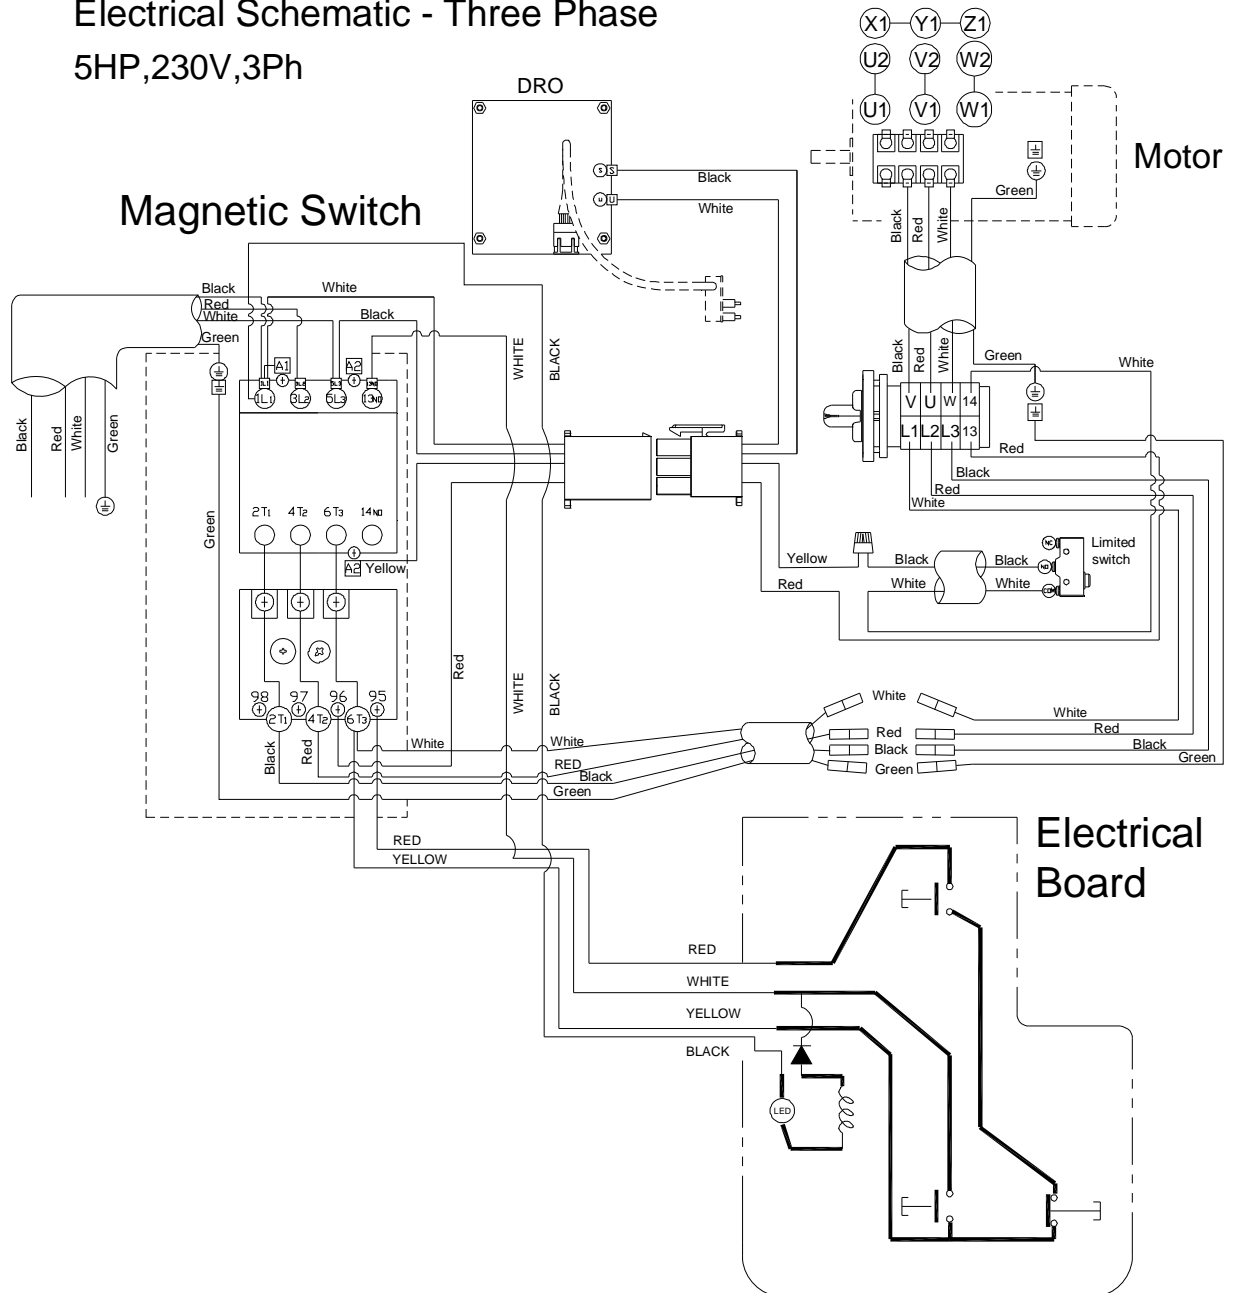 Electrical Schematic - Three Phase
5HP,230V,3Ph
X1 Y1 Z1
U2 V2 W2
U1 V1 W1
DRO
Motor
S S
Black
u U
White
Green
Black
Red
White
Magnetic Switch
Black
Red
White
Green
White
Black
WHITE
BLACK
A1
A2
1L1 3L2 5L3 13NO
Black
Red
White
Green
White
V U W 14
L1 L2 L3 13
Red
Black
Red
White
Black
Red
White
Green
Green
2T1 4T2 6T3 14NO
A2 Yellow
Yellow
Red
Black
White
Black
White
NC
NO
COM
Limited
switch
Red
WHITE
BLACK
98 97 96 95
2T1 4T2 6T3
Black
Red
White
White
RED
Black
Green
White
Red
Black
Green
White
Red
Black
Green
RED
YELLOW
Electrical
Board
RED
WHITE
YELLOW
BLACK
LED